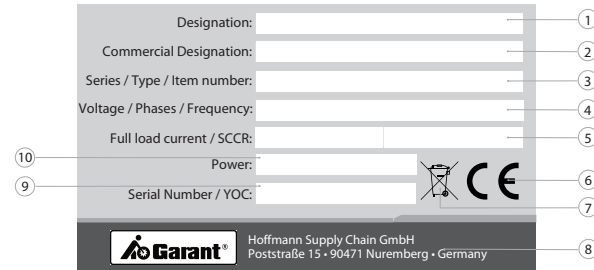 Designation:
1
Commercial Designation:
2
Series / Type / Item number:
3
Voltage / Phases / Frequency:
4
Full load current / SCCR:
5
10
Power:
9
Serial Number / YOC:
CE
6
7
Garant®
Hoffmann Supply Chain GmbH
Poststraße 15 • 90471 Nuremberg • Germany
8